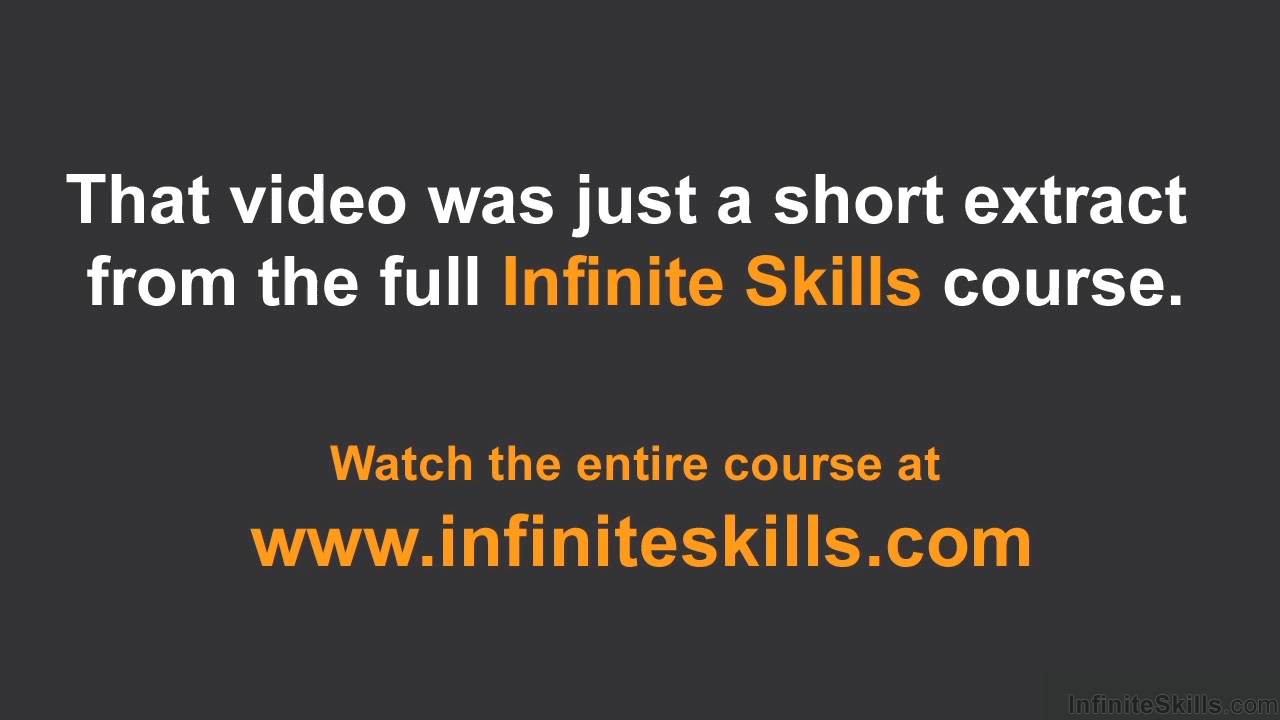 That video was just a short extract
from the full Infinite Skills course.
Watch the entire course at
www.infiniteskills.com
InfiniteSkills.com